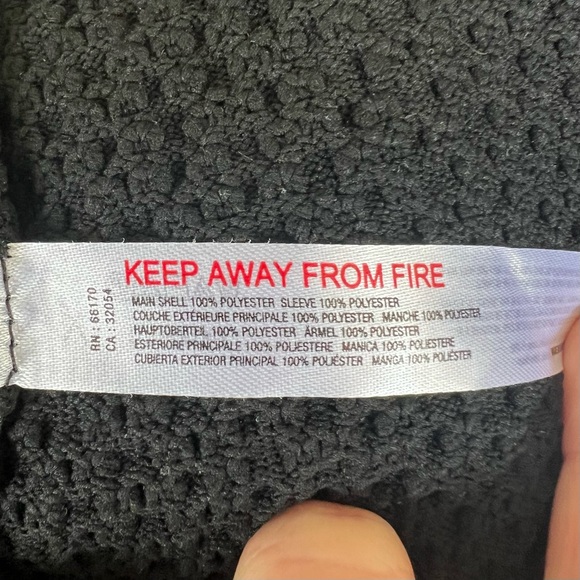 KEEP AWAY FROM FIRE
MAIN SHELL 100% POLYESTER SLEEVE 100% POLYESTER
COUCHE EXTÉRIEURE PRINCIPALE 100% POLYESTER MANCHE 100% POLYESTER
HAUPTOBERTEIL 100% POLYESTER ÄRMEL 100% POLYESTER
ESTERIORE PRINCIPALE 100% POLIESTERE MANICA 100% POLIESTERE
CUBIERTA EXTERIOR PRINCIPAL 100% POLIÉSTER MANGA 100% POLIÉSTER
RN : 66170
CA : 32054